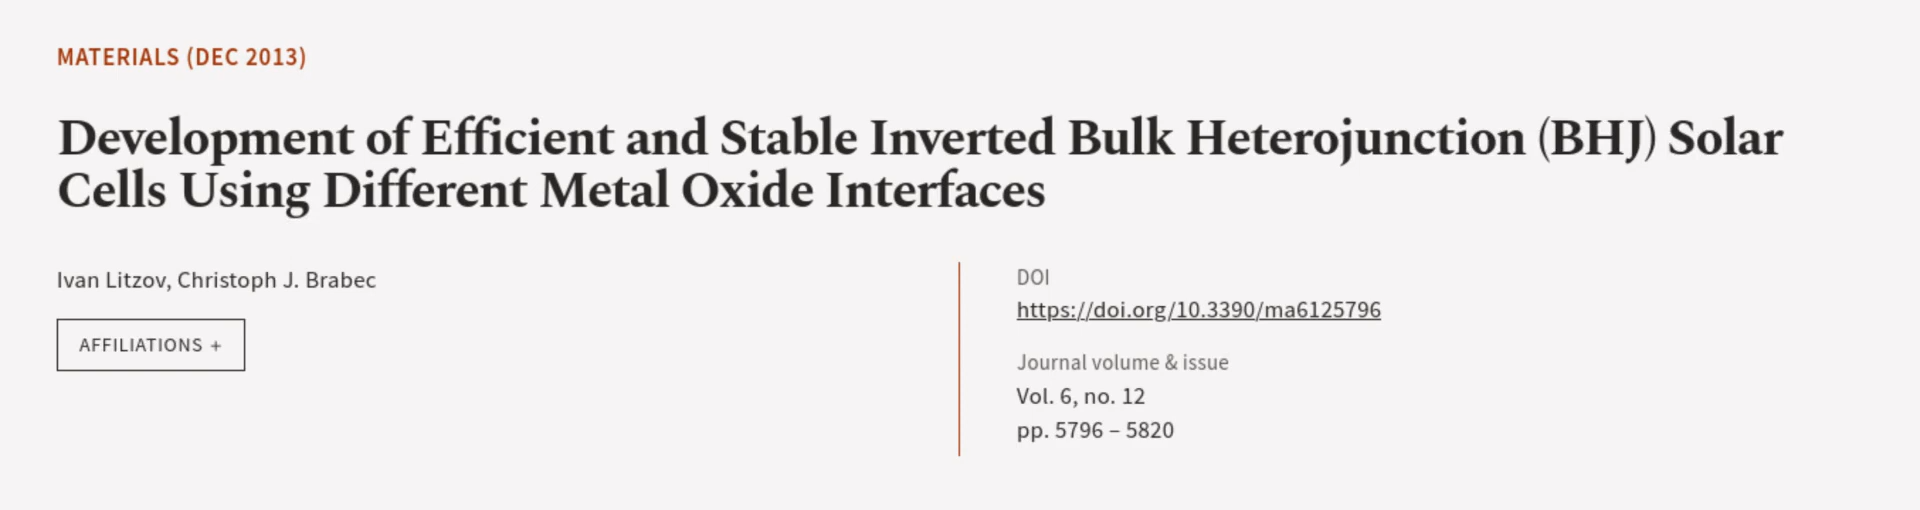 MATERIALS (DEC 2013)
Development of Efficient and Stable Inverted Bulk Heterojunction (BHJ) Solar
Cells Using Different Metal Oxide Interfaces
Ivan Litzov, Christoph J. Brabec
AFFILIATIONS +
DOI
https://doi.org/10.3390/ma6125796
Journal volume & issue
Vol. 6, no. 12
pp. 5796 – 5820